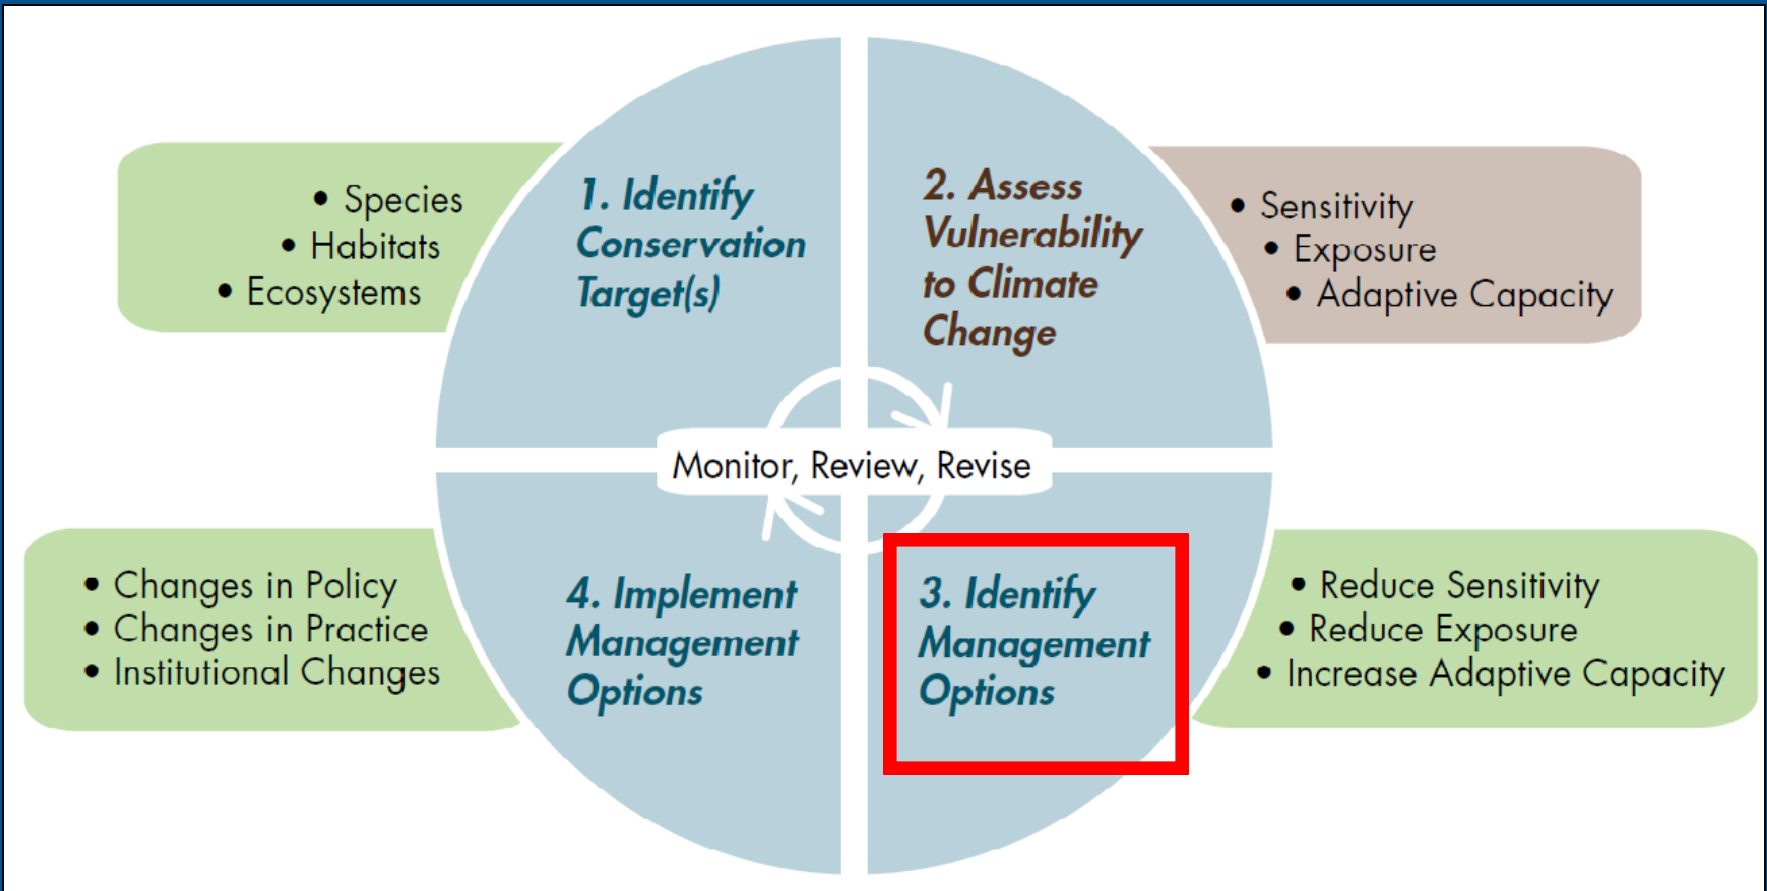 • Species
• Habitats
• Ecosystems
1. Identify
Conservation
Target(s)
2. Assess
Vulnerability
to Climate
Change
• Sensitivity
• Exposure
• Adaptive Capacity
Monitor, Review, Revise
• Changes in Policy
• Changes in Practice
• Institutional Changes
4. Implement
Management
Options
3. Identify
Management
Options
• Reduce Sensitivity
• Reduce Exposure
• Increase Adaptive Capacity